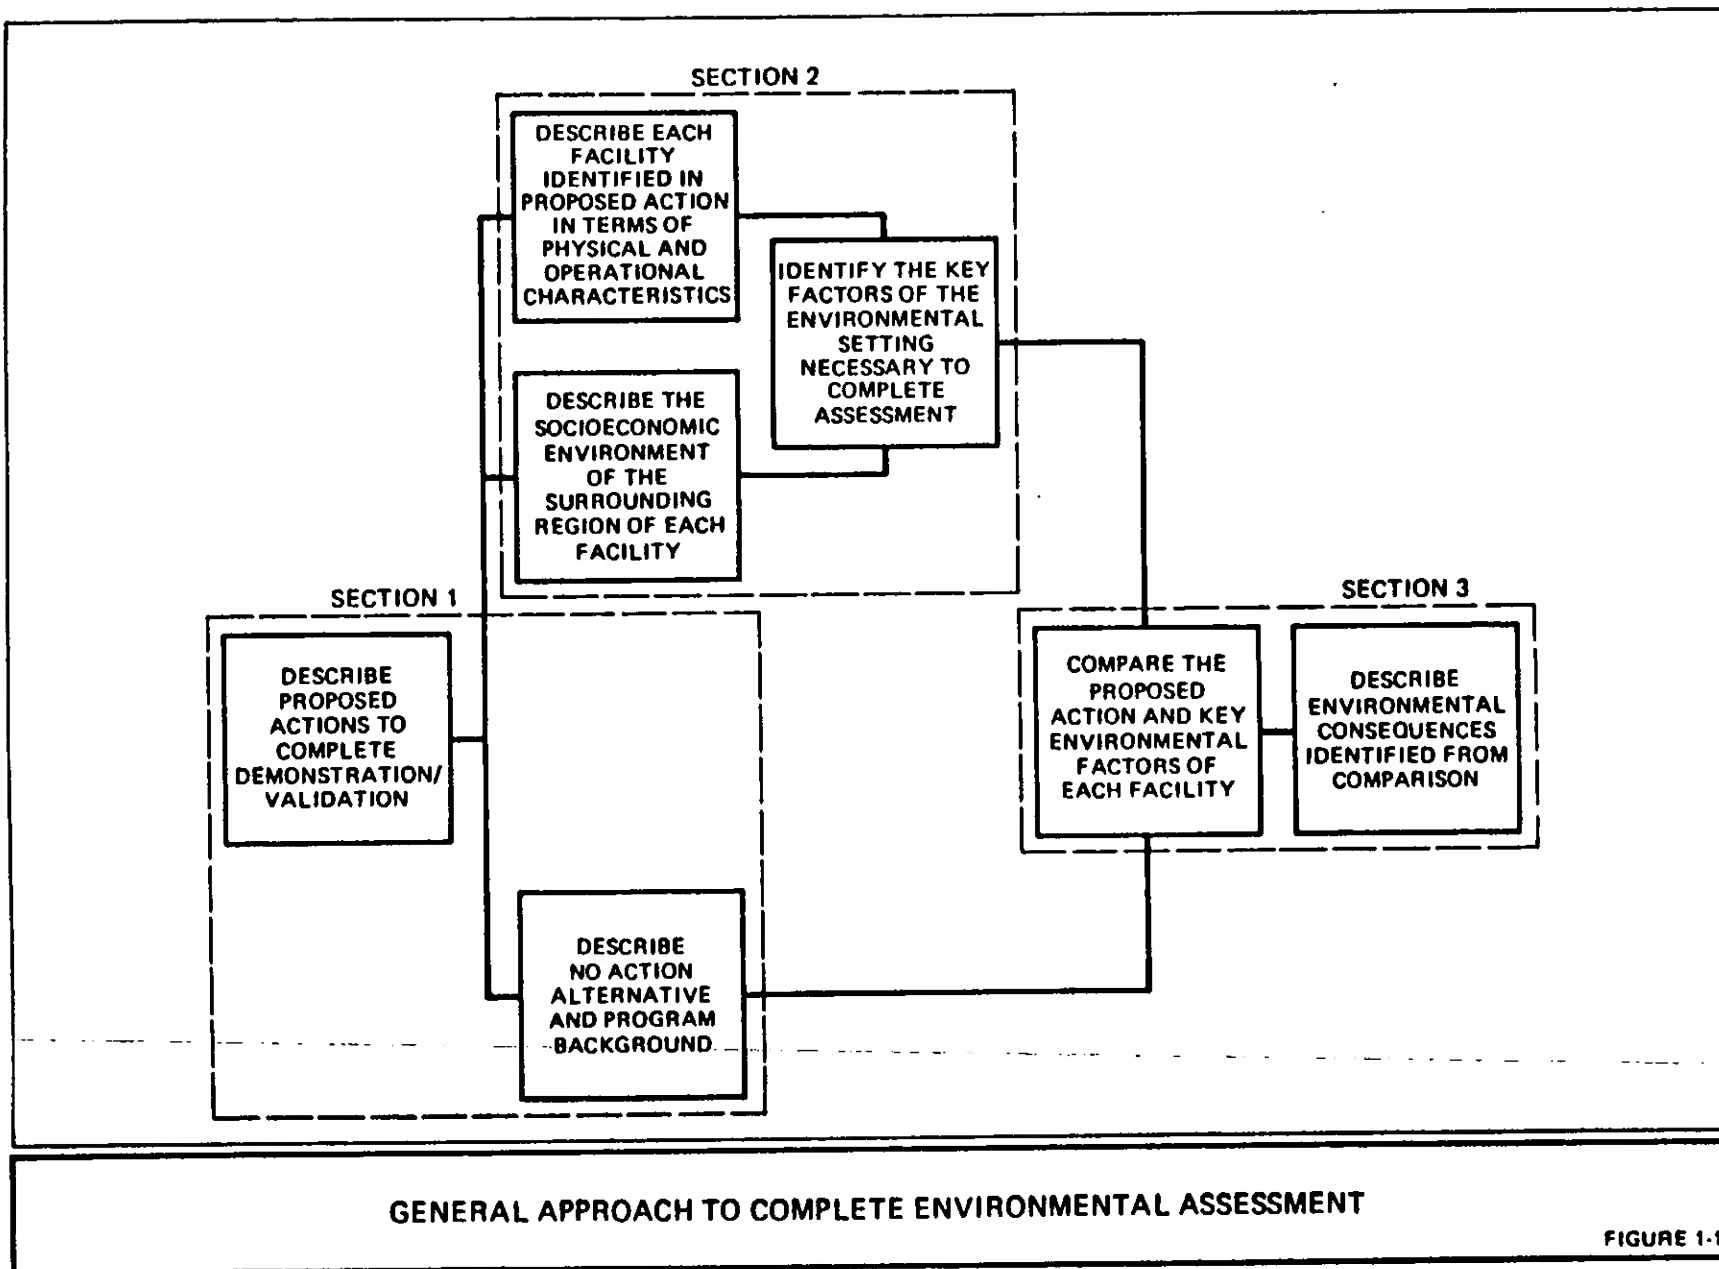 SECTION 2
DESCRIBE EACH
FACILITY
IDENTIFIED IN
PROPOSED ACTION
IN TERMS OF
PHYSICAL AND
OPERATIONAL
CHARACTERISTICS
IDENTIFY THE KEY
FACTORS OF THE
ENVIRONMENTAL
SETTING
NECESSARY TO
COMPLETE
ASSESSMENT
DESCRIBE THE
SOCIOECONOMIC
ENVIRONMENT
OF THE
SURROUNDING
REGION OF EACH
FACILITY
SECTION 1
DESCRIBE
PROPOSED
ACTIONS TO
COMPLETE
DEMONSTRATION/
VALIDATION
DESCRIBE
NO ACTION
ALTERNATIVE
AND PROGRAM
BACKGROUND
SECTION 3
COMPARE THE
PROPOSED
ACTION AND KEY
ENVIRONMENTAL
FACTORS OF
EACH FACILITY
DESCRIBE
ENVIRONMENTAL
CONSEQUENCES
IDENTIFIED FROM
COMPARISON
GENERAL APPROACH TO COMPLETE ENVIRONMENTAL ASSESSMENT
FIGURE 1-1